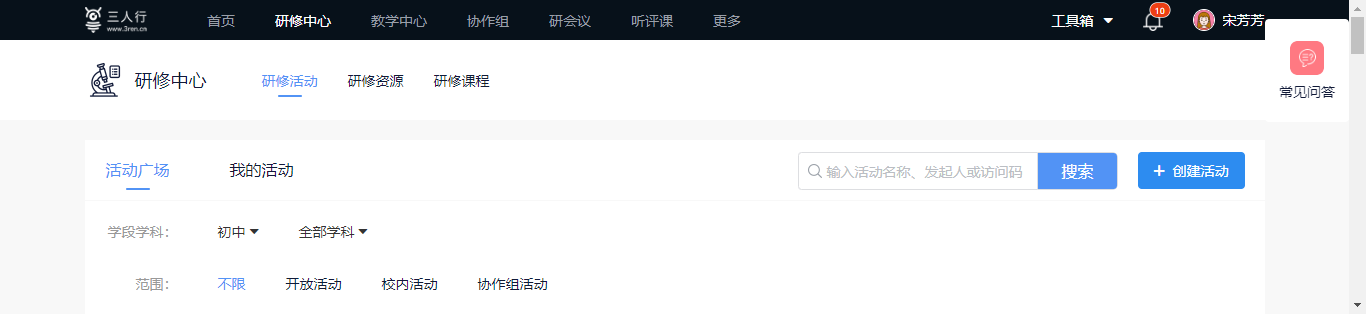 三人行 首页 研修中心 教学中心 协作组 研会议 听评课 更多 工具箱 10 宋芳芳
www.3ren.cn
研修中心 研修活动 研修资源 研修课程
常见问答
活动广场 我的活动 输入活动名称、发起人或访问码 搜索 + 创建活动
学段学科： 初中 全部学科
范围： 不限 开放活动 校内活动 协作组活动